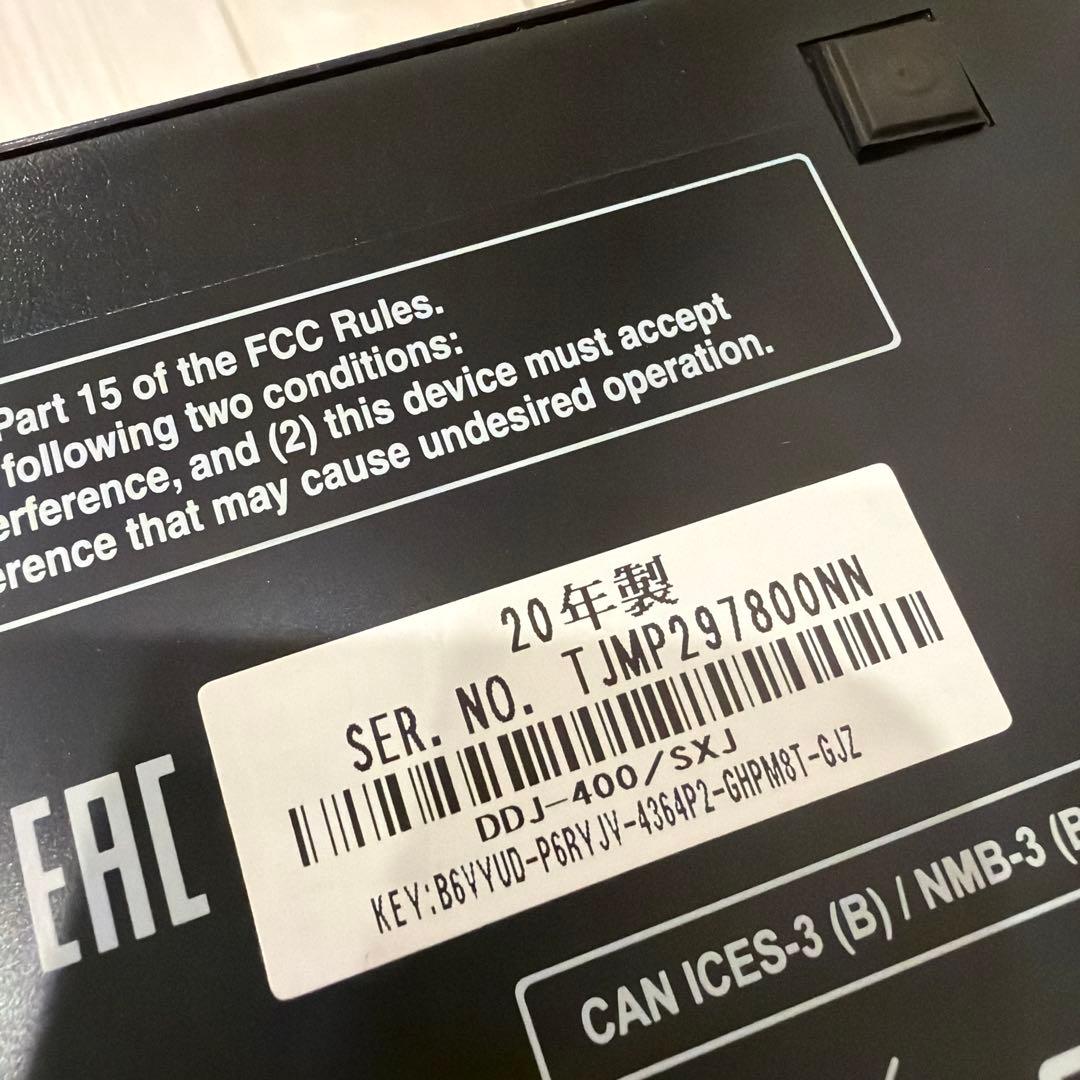 Part 15 of the FCC Rules.
following two conditions:
erference, and (2) this device must accept
erence that may cause undesired operation.
20年製
SER. NO. TJMP297800NN
DDJ-400/SXJ
KEY:B6VYUD-P6RYJV-4364P2-GHPM8T-GJZ
EAC
CAN ICES-3 (B) / NMB-3 (B